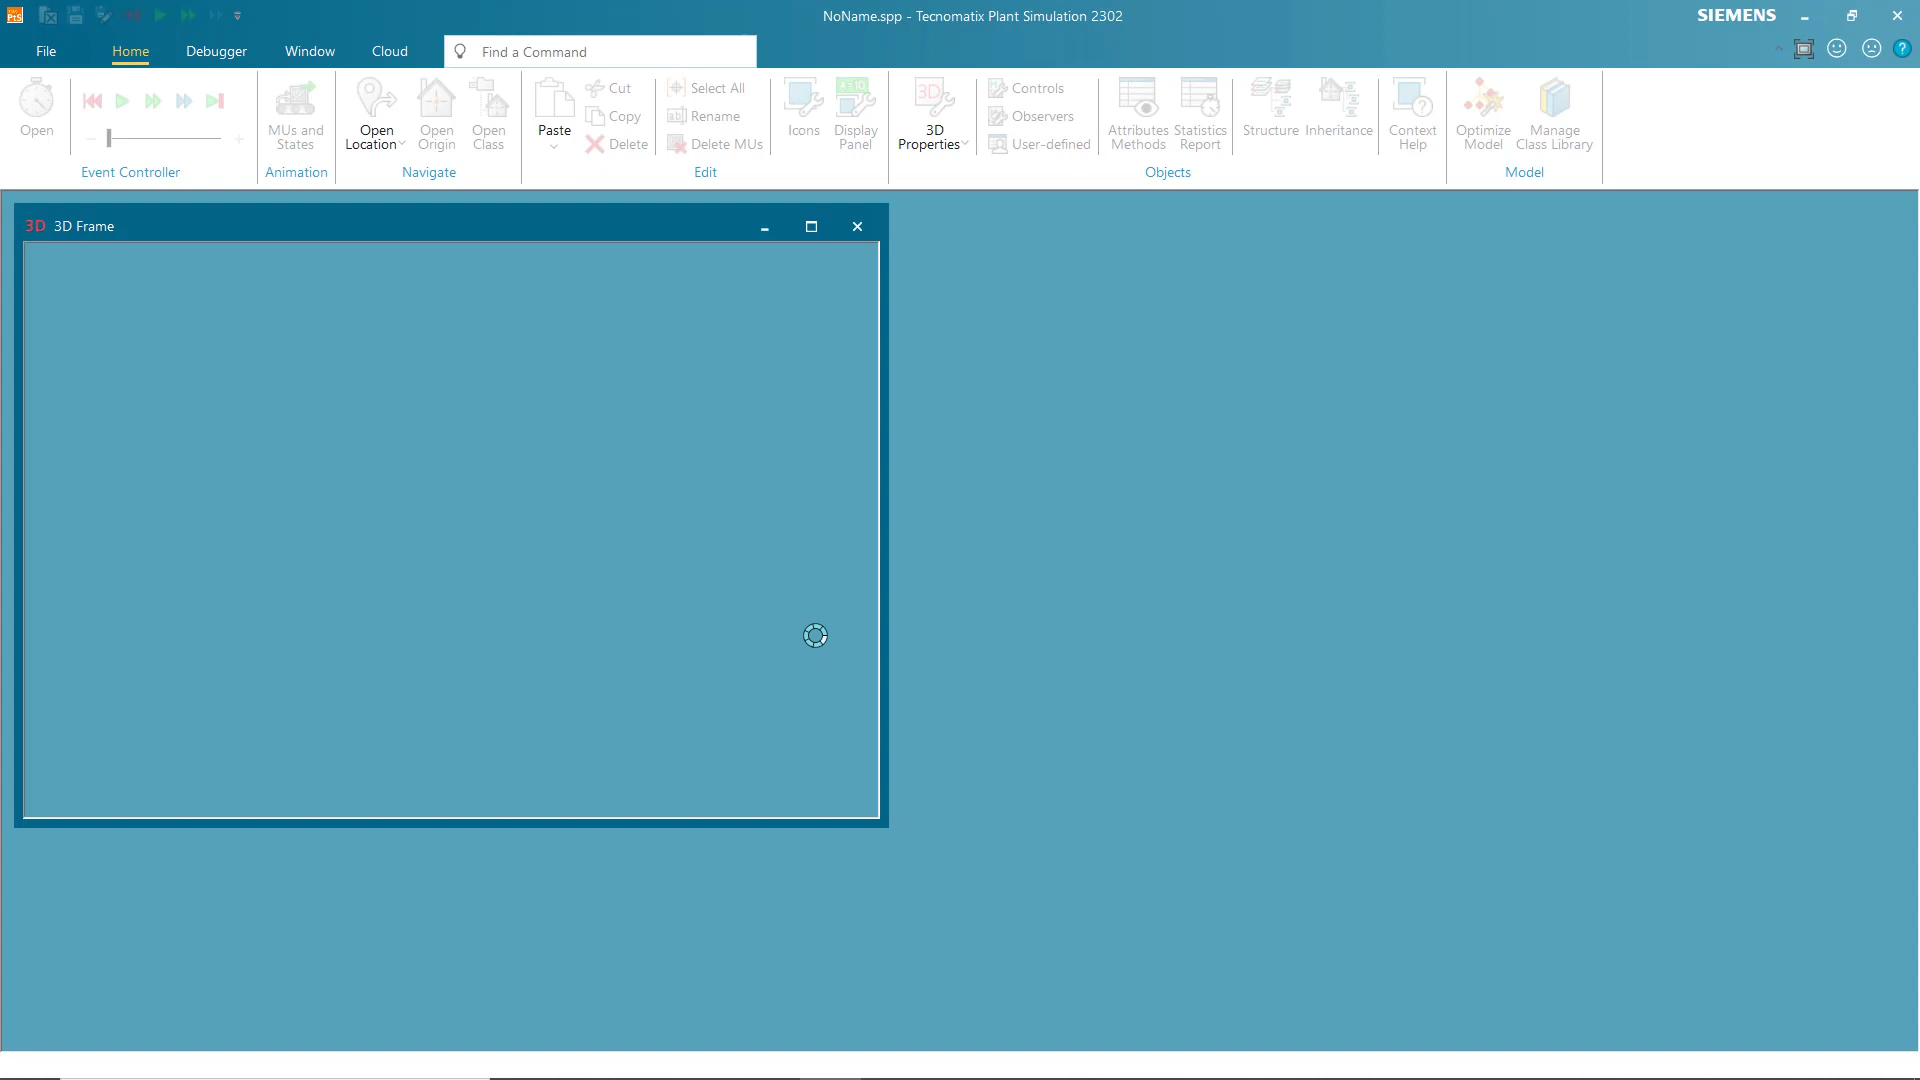 NoName.spp - Tecnomatix Plant Simulation 2302
SIEMENS
File Home Debugger Window Cloud Find a Command
Open
Event Controller
MUs and States
Animation
Open Location
Open Origin
Open Class
Navigate
Paste
Cut
Copy
Delete
Select All
Rename
Delete MUs
Icons
Display Panel
A=10
Edit
3D
3D Properties
Controls
Observers
User-defined
Attributes Methods
Statistics Report
Structure
Inheritance
Context Help
Objects
Optimize Model
Manage Class Library
Model
3D 3D Frame